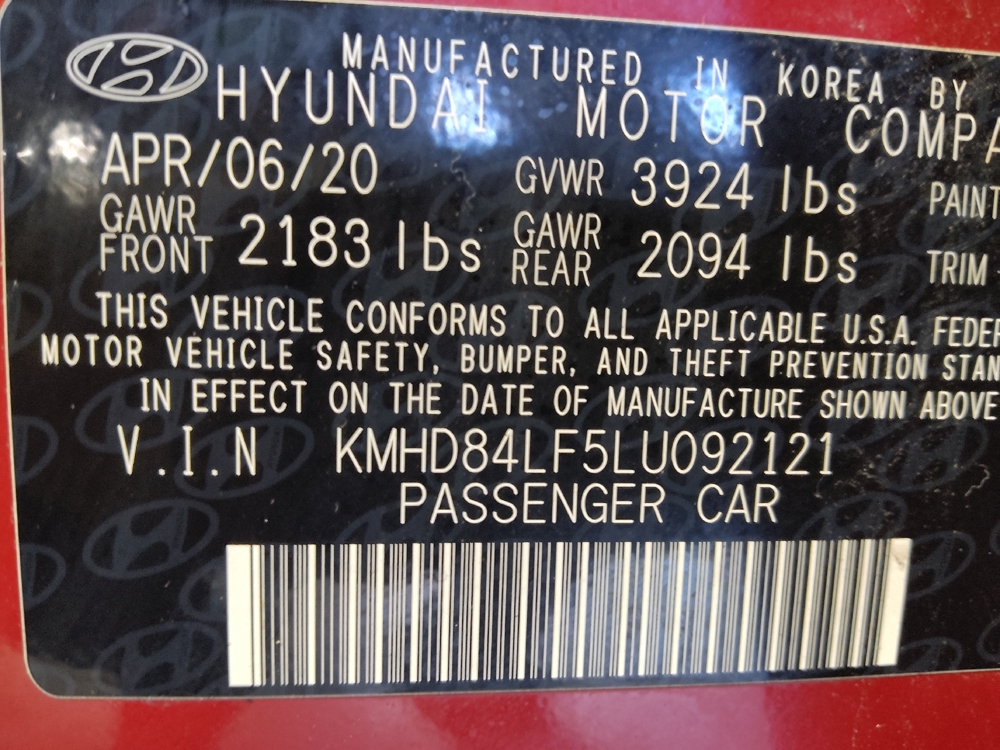 MANUFACTURED IN KOREA BY
HYUNDAI MOTOR COMPA
APR/06/20 GVWR 3924 lbs PAINT
GAWR FRONT 2183 lbs GAWR REAR 2094 lbs TRIM
THIS VEHICLE CONFORMS TO ALL APPLICABLE U.S.A. FEDER
MOTOR VEHICLE SAFETY, BUMPER, AND THEFT PREVENTION STAN
IN EFFECT ON THE DATE OF MANUFACTURE SHOWN ABOVE
V.I.N KMHD84LF5LU092121
PASSENGER CAR